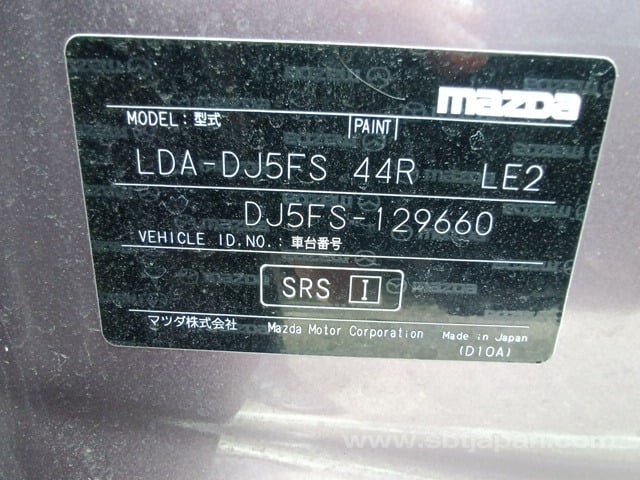 mazda
MODEL: 型式 PAINT
LDA-DJ5FS 44R LE2
DJ5FS-129660
VEHICLE ID.NO.: 車台番号
SRS I
マツダ株式会社 Mazda Motor Corporation Made in Japan
(D10A)
www.sbtjapan.com